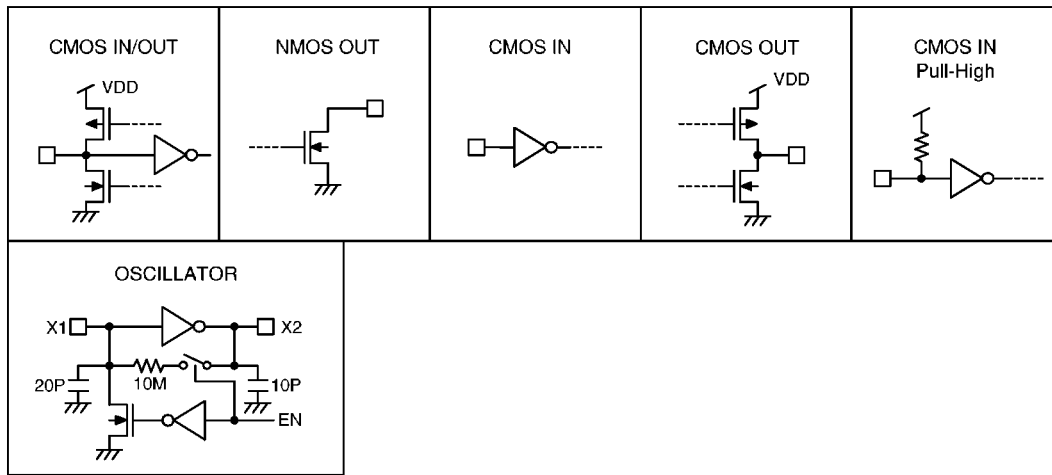 CMOS IN/OUT
VDD
NMOS OUT
CMOS IN
CMOS OUT
VDD
CMOS IN
Pull-High
OSCILLATOR
X1
X2
20P
10M
10P
EN